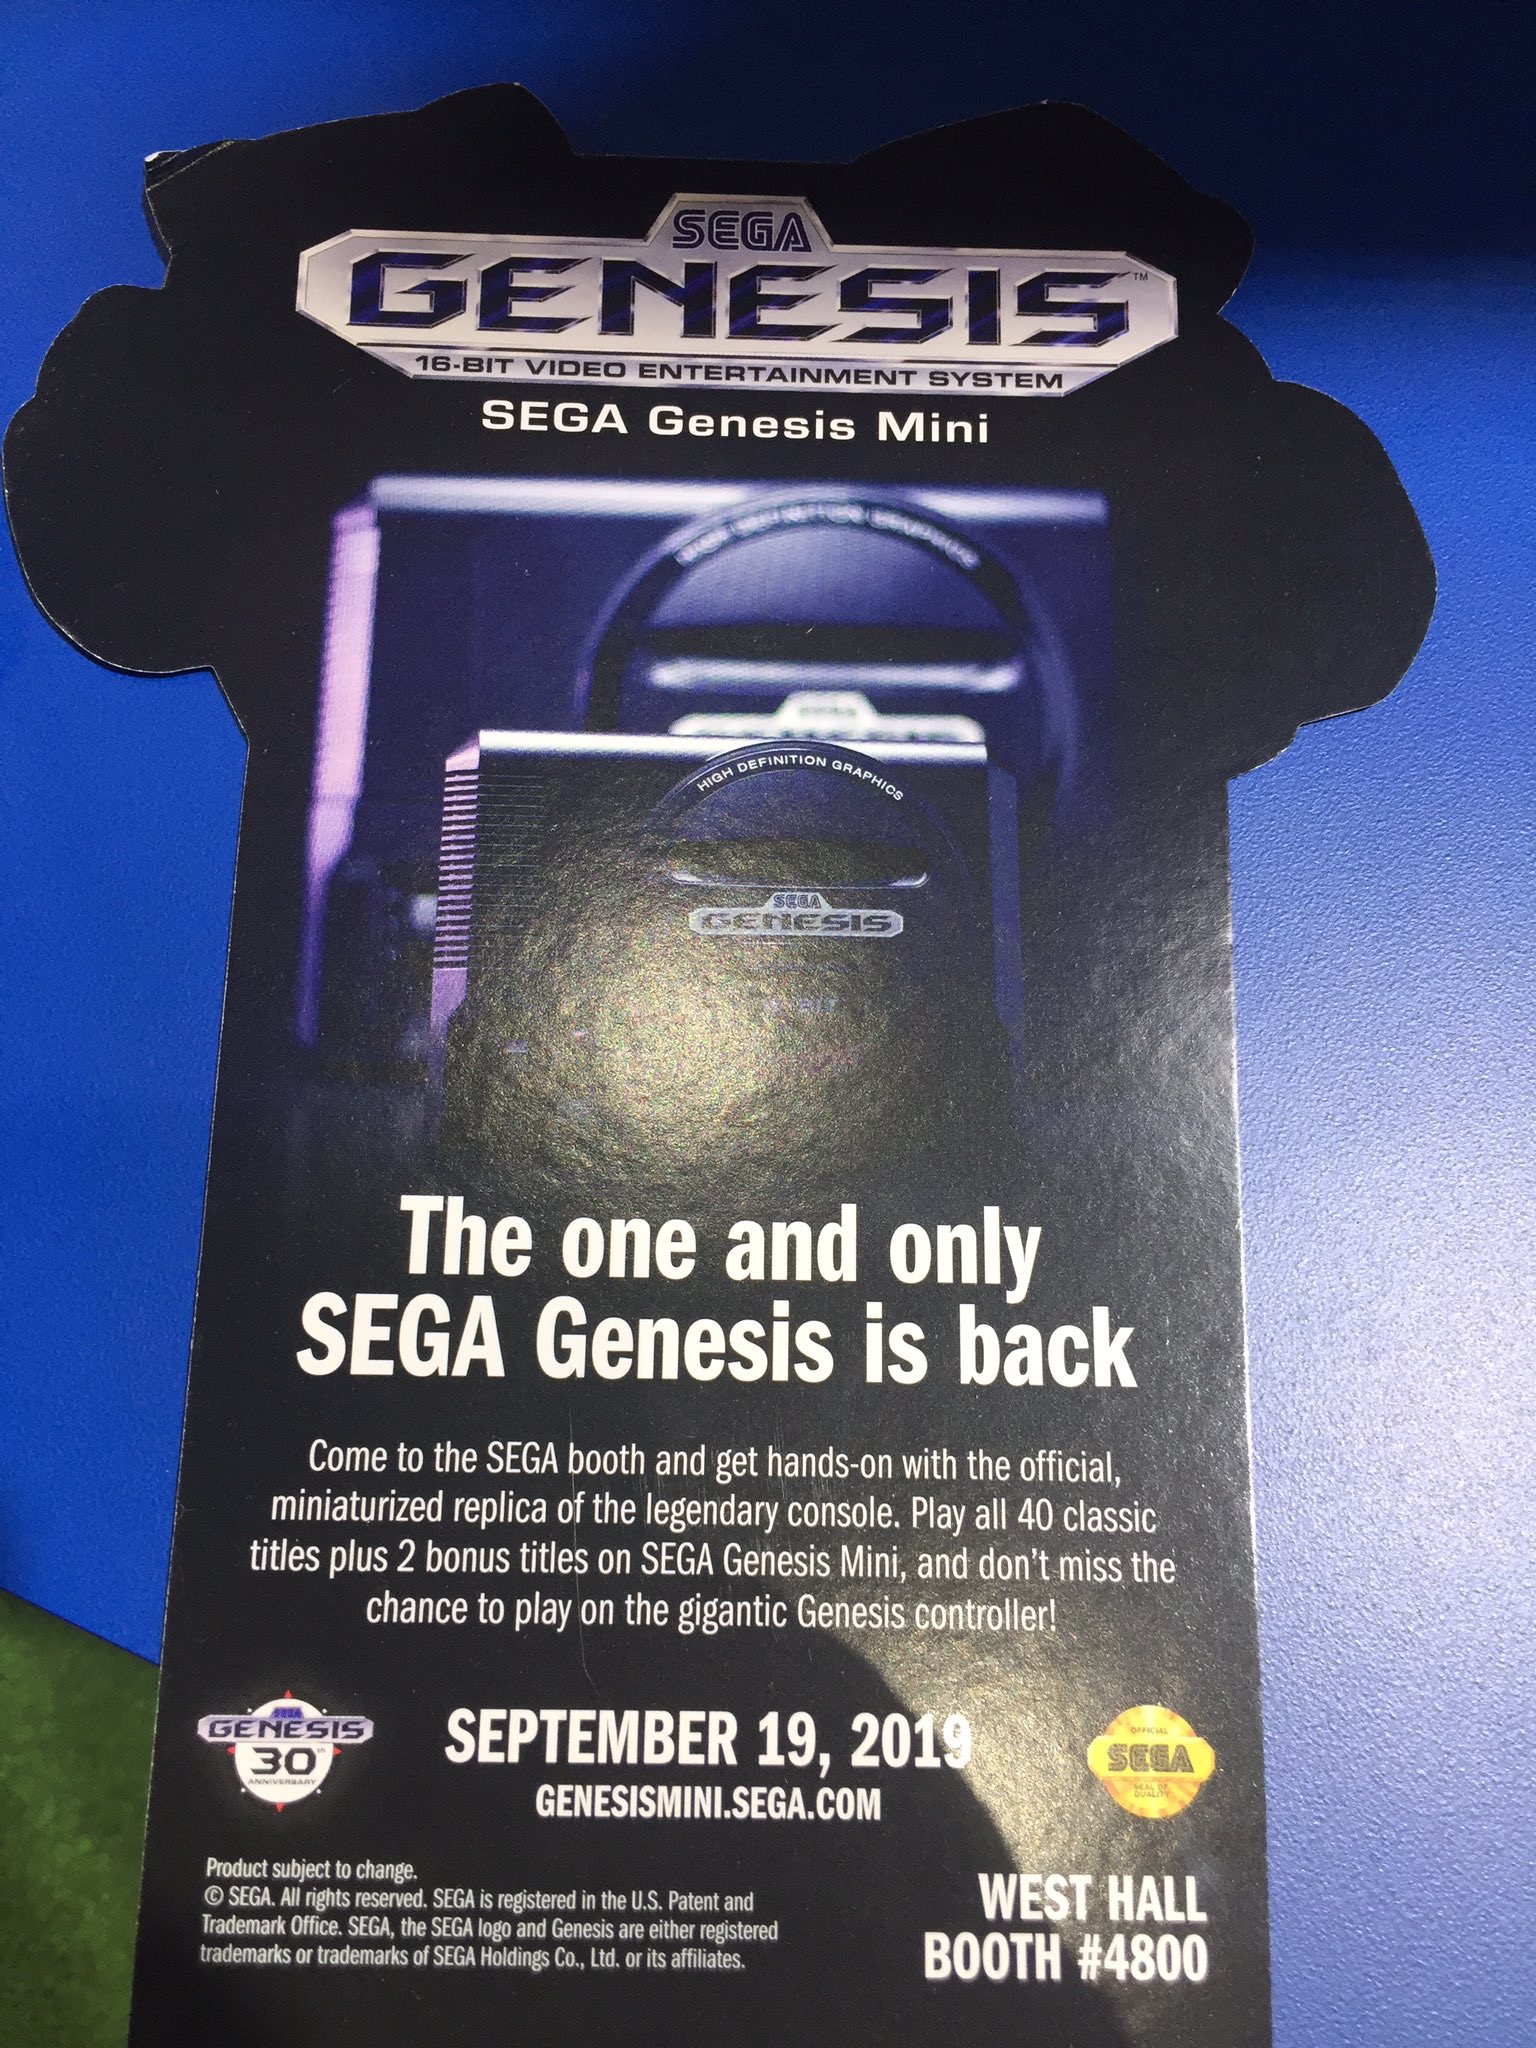 SEGA
GENESIS™
16-BIT VIDEO ENTERTAINMENT SYSTEM
SEGA Genesis Mini
HIGH DEFINITION GRAPHICS
HIGH DEFINITION GRAPHICS
SEGA
GENESIS
The one and only
SEGA Genesis is back
Come to the SEGA booth and get hands-on with the official,
miniaturized replica of the legendary console. Play all 40 classic
titles plus 2 bonus titles on SEGA Genesis Mini, and don't miss the
chance to play on the gigantic Genesis controller!
SEGA
GENESIS
30th
ANNIVERSARY
SEPTEMBER 19, 2019
GENESISMINI.SEGA.COM
OFFICIAL
SEGA
SEAL OF
QUALITY
Product subject to change.
© SEGA. All rights reserved. SEGA is registered in the U.S. Patent and
Trademark Office. SEGA, the SEGA logo and Genesis are either registered
trademarks or trademarks of SEGA Holdings Co., Ltd. or its affiliates.
WEST HALL
BOOTH #4800